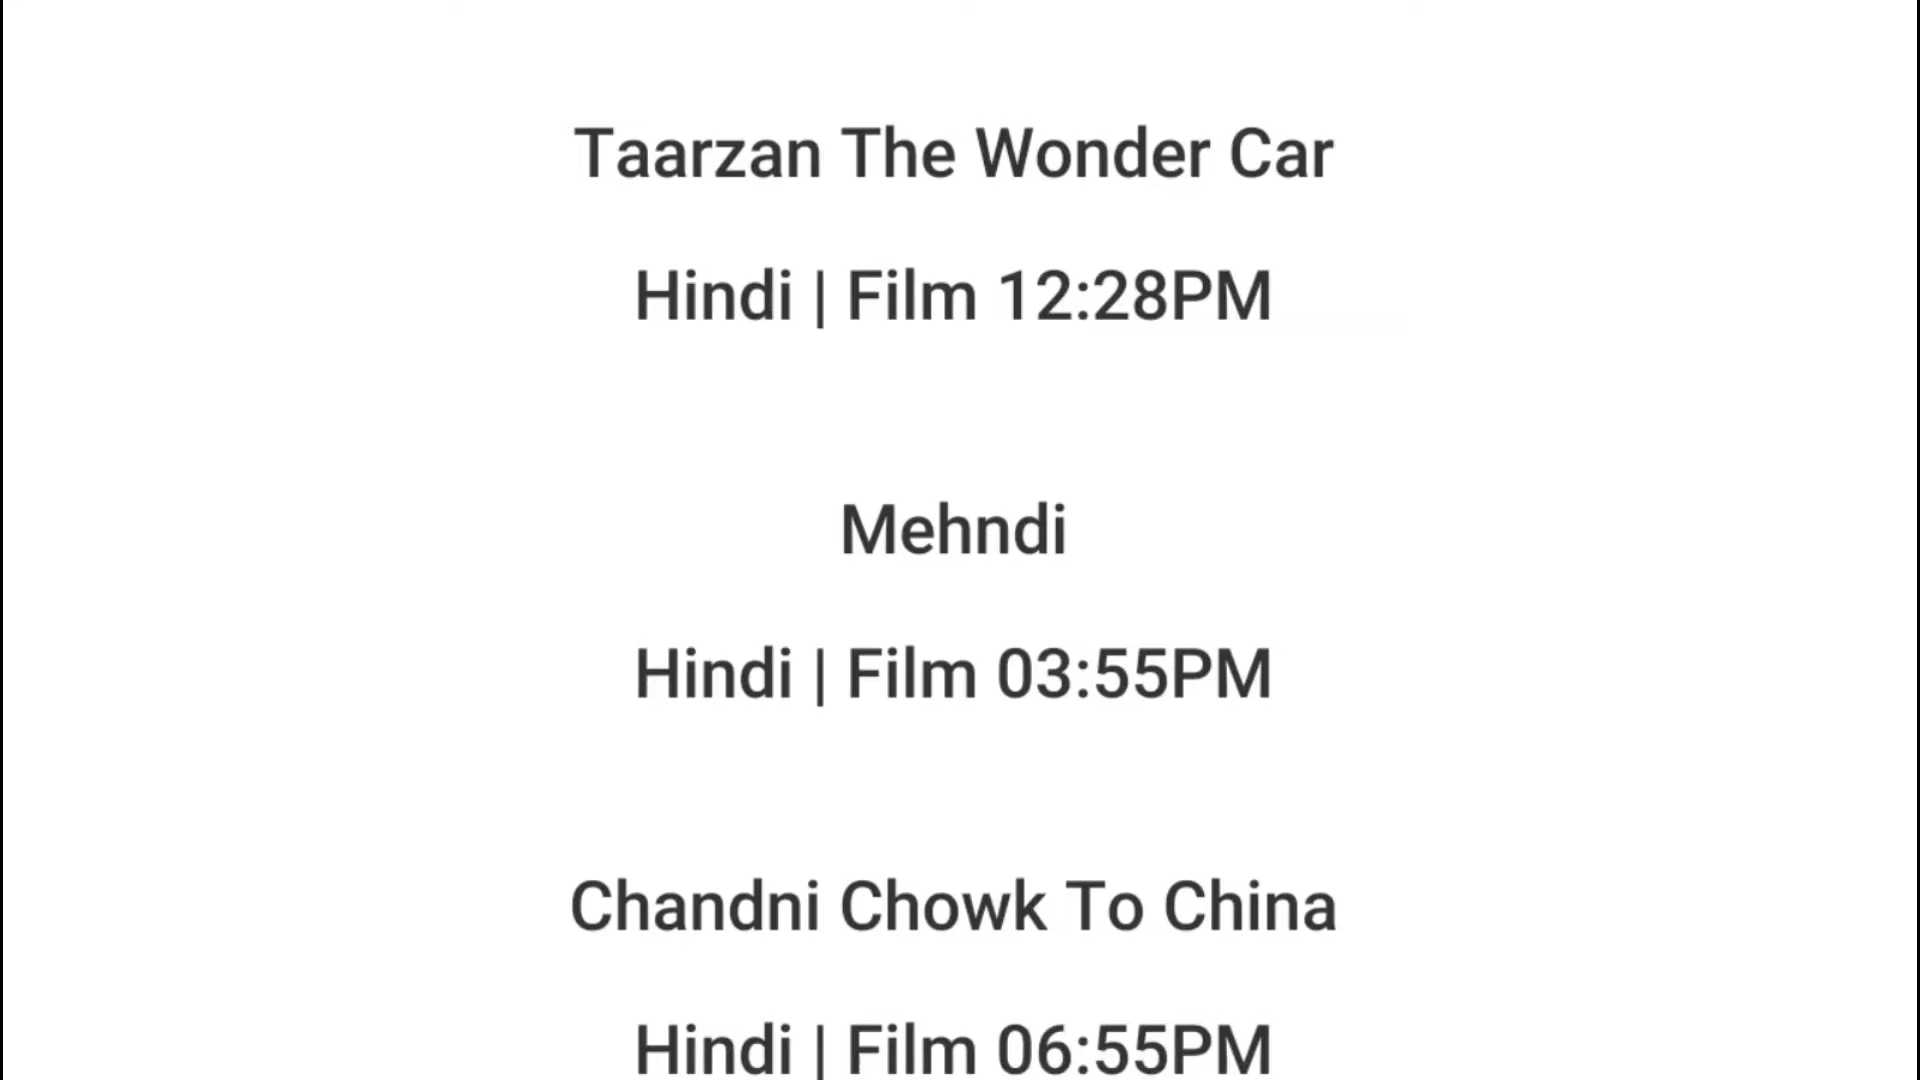 Taarzan The Wonder Car
Hindi | Film 12:28PM
Mehndi
Hindi | Film 03:55PM
Chandni Chowk To China
Hindi | Film 06:55PM